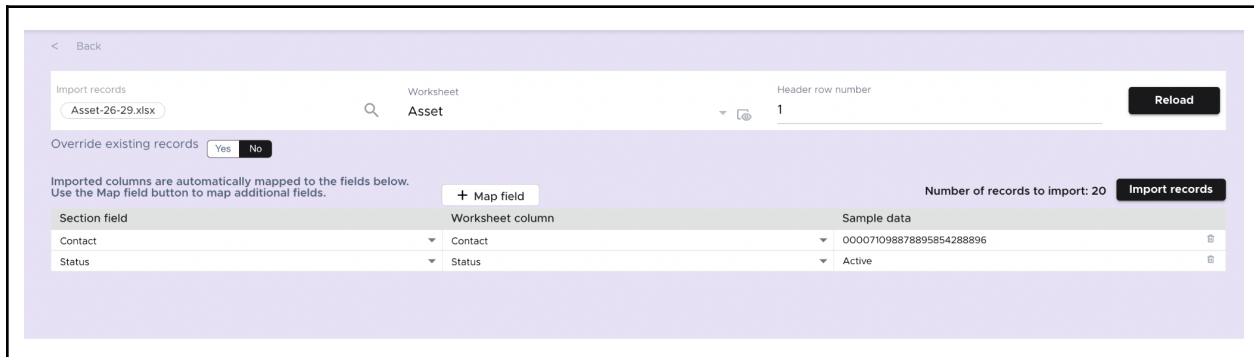 < Back
Import records
Asset-26-29.xlsx
Worksheet
Asset
Header row number
1
Reload
Override existing records Yes No
Imported columns are automatically mapped to the fields below.
Use the Map field button to map additional fields.
+ Map field
Number of records to import: 20 Import records
Section field Worksheet column Sample data
Contact Contact 000071098878895854288896
Status Status Active